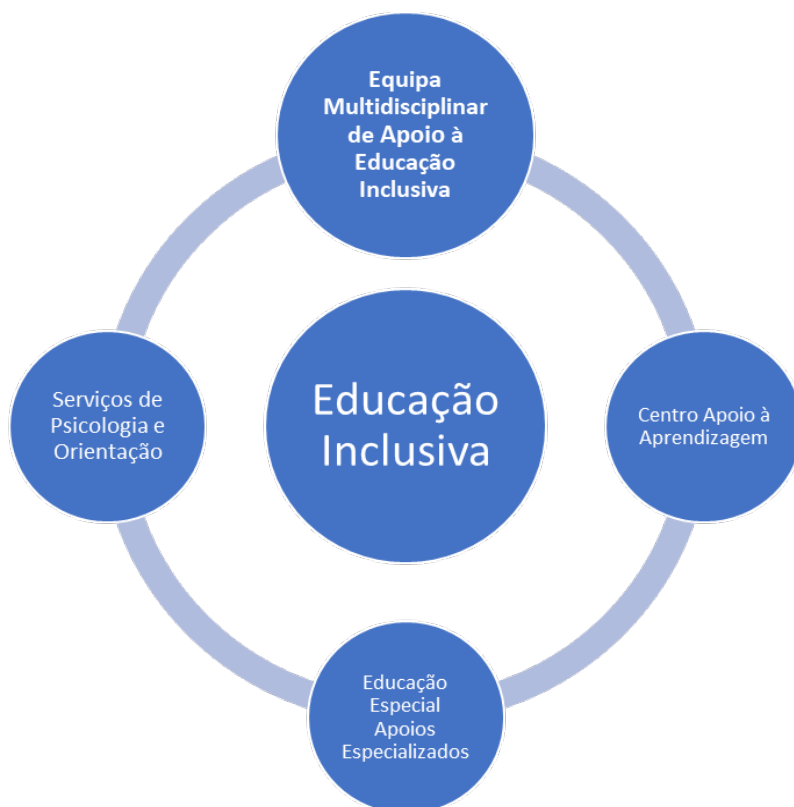 Equipa
Multidisciplinar
de Apoio à
Educação
Inclusiva
Serviços de
Psicologia e
Orientação
Educação
Inclusiva
Centro Apoio à
Aprendizagem
Educação
Especial
Apoios
Especializados